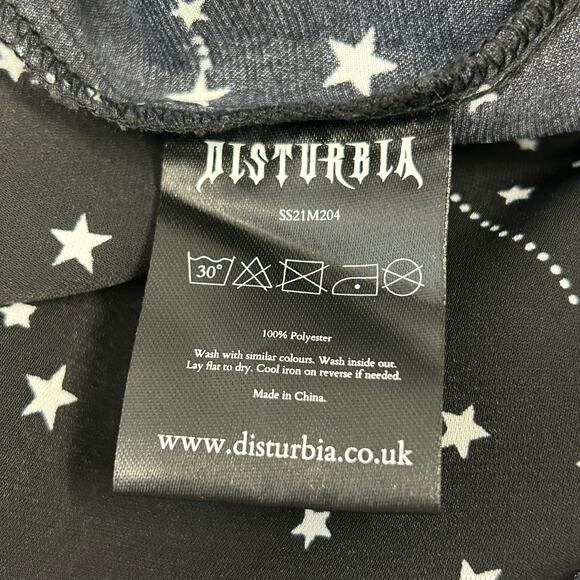 DISTURBIA
SS21M204
30°
100% Polyester
Wash with similar colours. Wash inside out.
Lay flat to dry. Cool iron on reverse if needed.
Made in China.
www.disturbia.co.uk